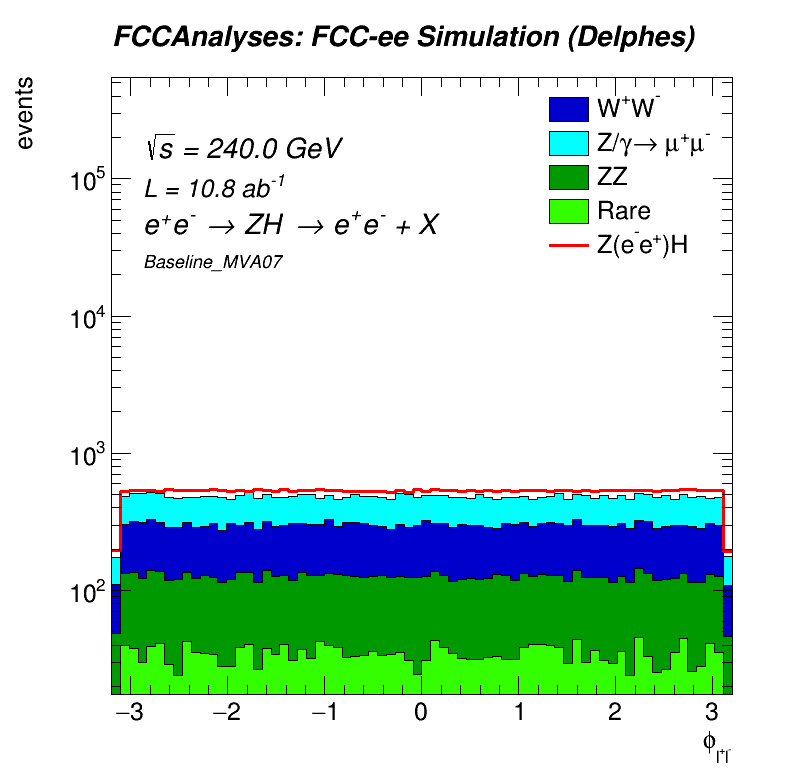 FCCAnalyses: FCC-ee Simulation (Delphes)
events
√s = 240.0 GeV
L = 10.8 ab⁻¹
e⁺e⁻ → ZH → e⁺e⁻ + X
Baseline_MVA07
W⁺W⁻
Z/γ→ μ⁺μ⁻
ZZ
Rare
Z(e⁻e⁺)H
10⁵
10⁴
10³
10²
−3 −2 −1 0 1 2 3
ϕ_l⁺l⁻